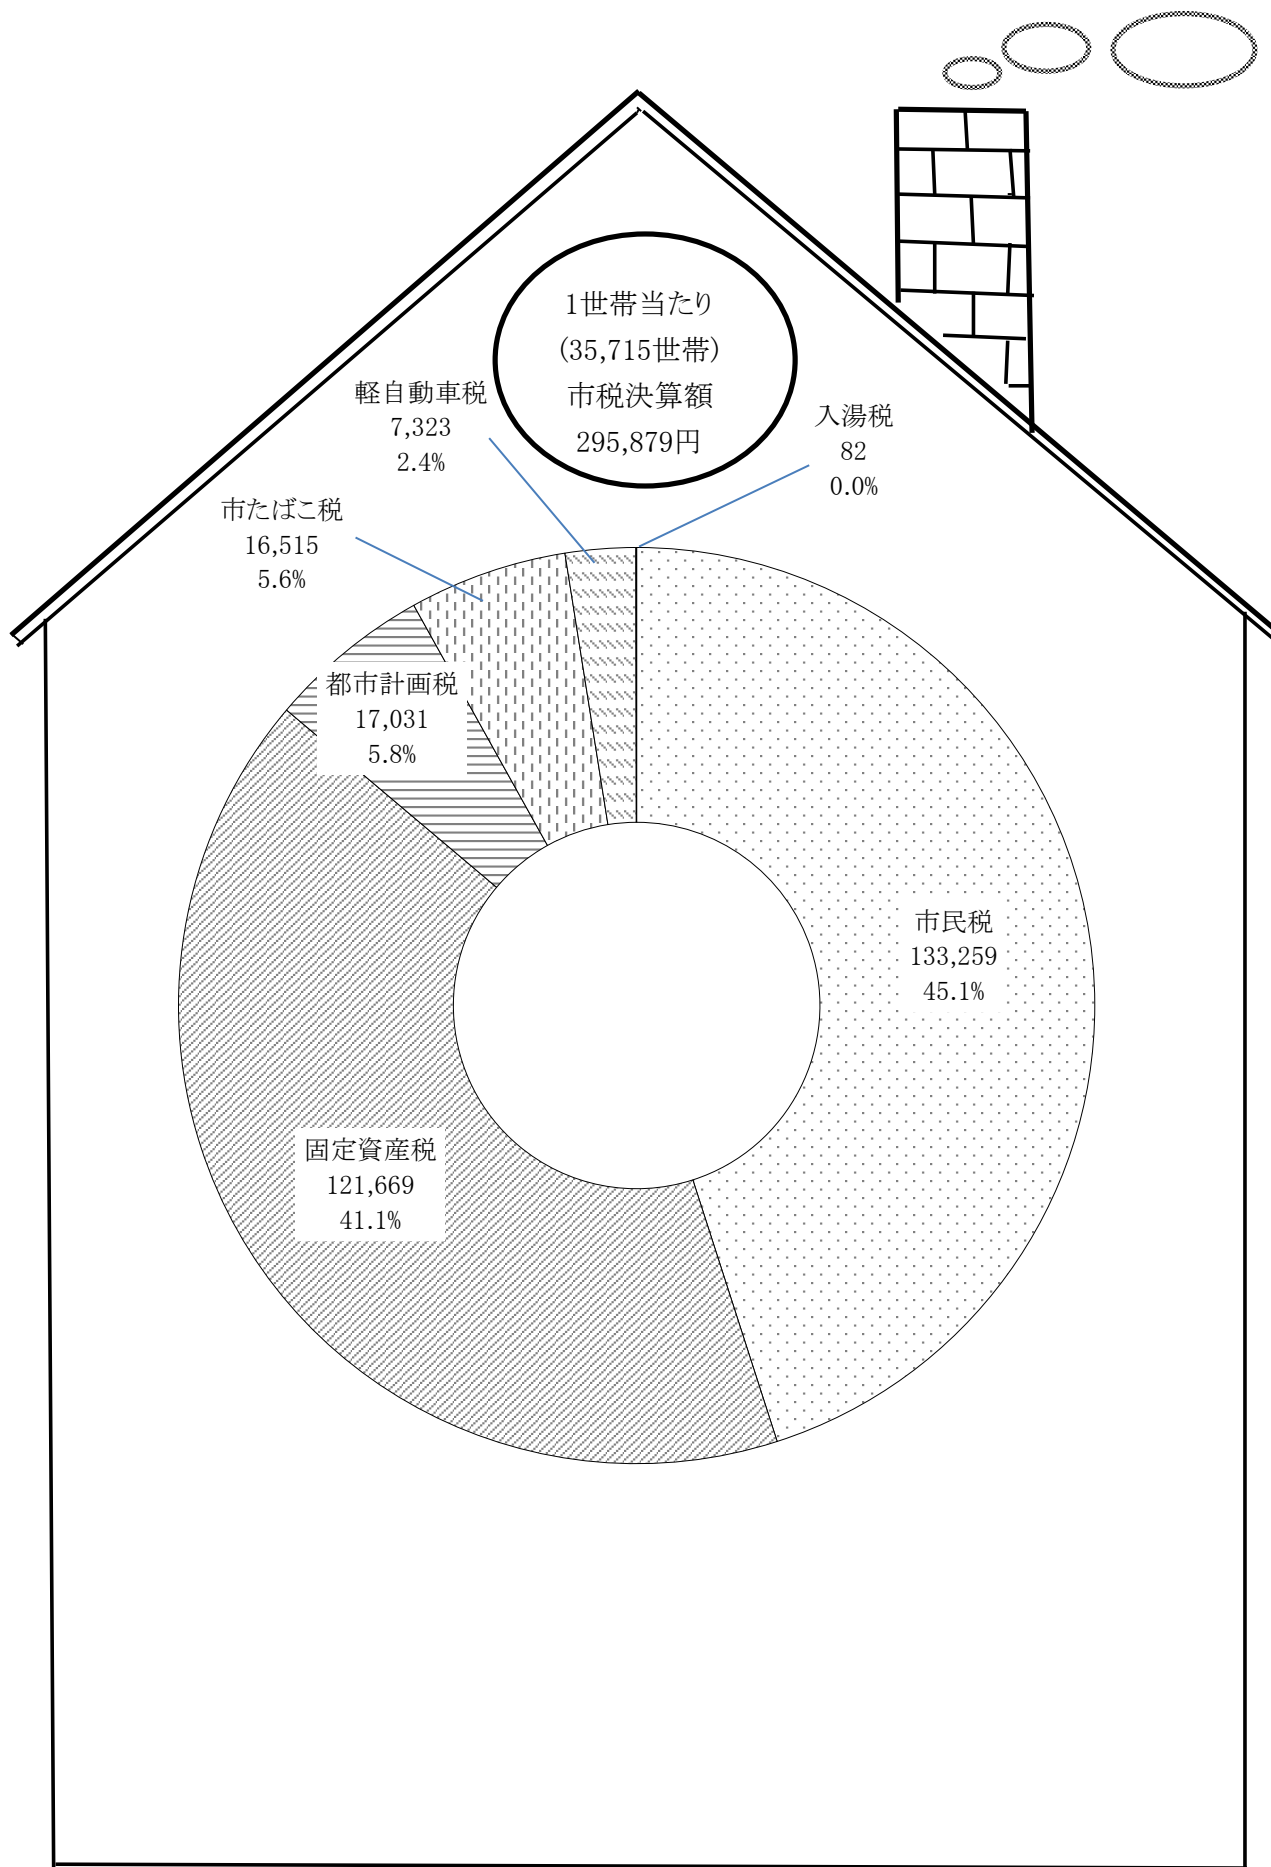 1世帯当たり
(35,715世帯)
市税決算額
295,879円
軽自動車税
7,323
2.4%
入湯税
82
0.0%
市たばこ税
16,515
5.6%
都市計画税
17,031
5.8%
市民税
133,259
45.1%
固定資産税
121,669
41.1%